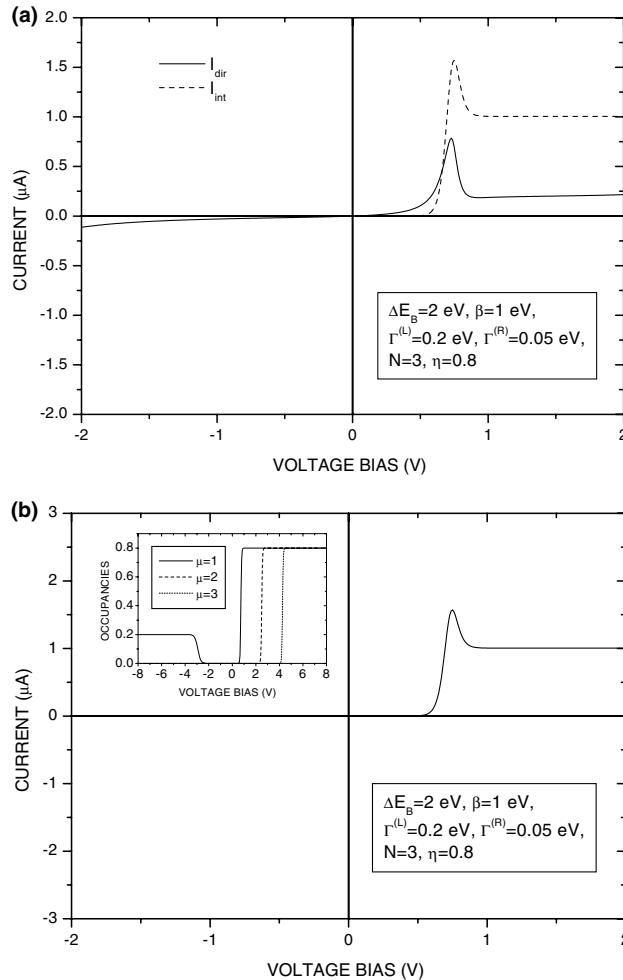 (a)
2.0
1.5
1.0
0.5
0.0
-0.5
-1.0
-1.5
-2.0
CURRENT (μA)
I dir
I int
ΔE_B=2 eV, β=1 eV,
Γ^(L)=0.2 eV, Γ^(R)=0.05 eV,
N=3, η=0.8
-2 -1 0 1 2
VOLTAGE BIAS (V)
(b)
3
2
1
0
-1
-2
-3
CURRENT (μA)
0.8
0.6
0.4
0.2
0.0
OCCUPANCIES
μ=1
μ=2
μ=3
-8 -6 -4 -2 0 2 4 6 8
VOLTAGE BIAS (V)
ΔE_B=2 eV, β=1 eV,
Γ^(L)=0.2 eV, Γ^(R)=0.05 eV,
N=3, η=0.8
-2 -1 0 1 2
VOLTAGE BIAS (V)